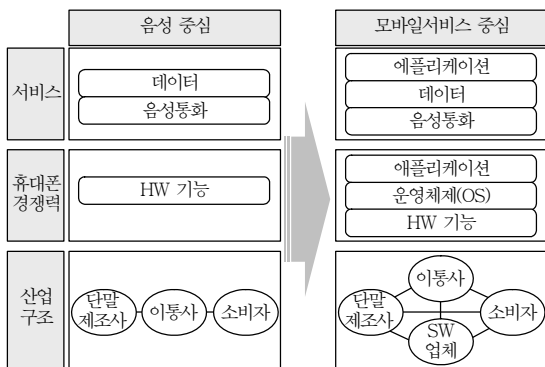 음성 중심
모바일서비스 중심
서비스
데이터
음성통화
에플리케이션
데이터
음성통화
휴대폰
경쟁력
HW 기능
애플리케이션
운영체제(OS)
HW 기능
산업
구조
단말
제조사
이통사
소비자
이통사
단말
제조사
소비자
SW
업체